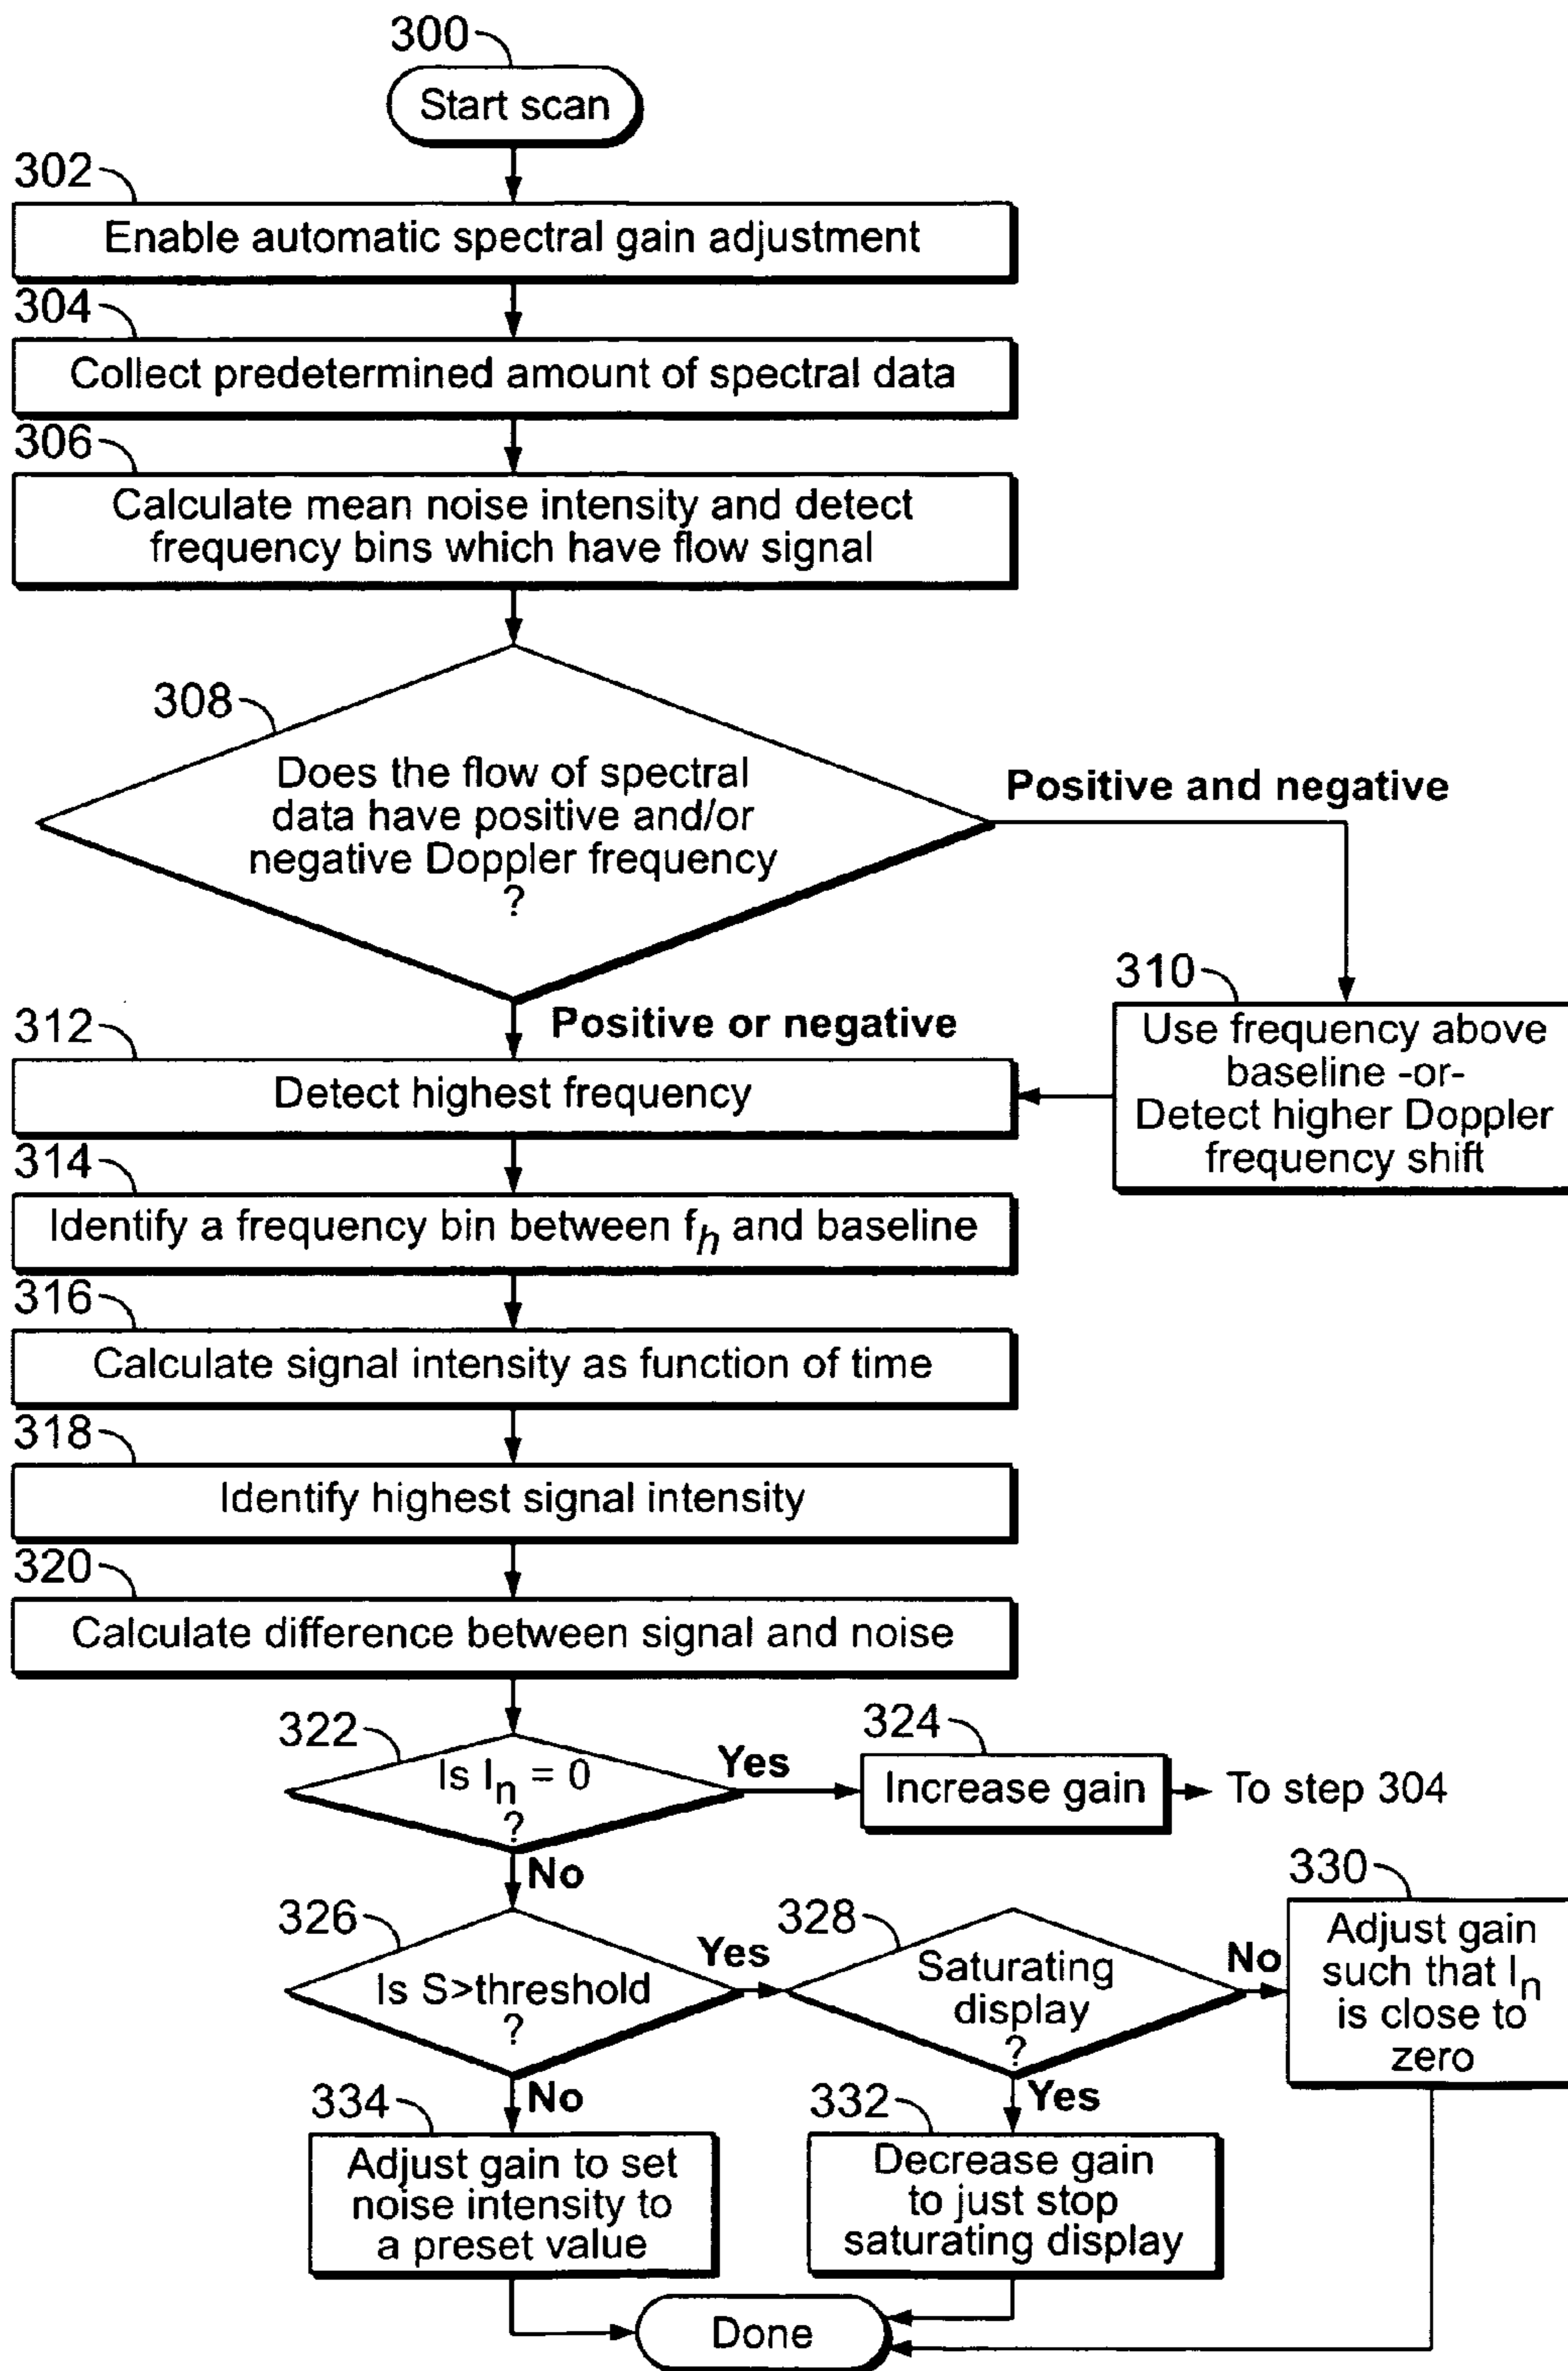 300
Start scan
302
Enable automatic spectral gain adjustment
304
Collect predetermined amount of spectral data
306
Calculate mean noise intensity and detect
frequency bins which have flow signal
308
Does the flow of spectral
data have positive and/or
negative Doppler frequency
?
Positive and negative
310
Use frequency above
baseline -or-
Detect higher Doppler
frequency shift
Positive or negative
312
Detect highest frequency
314
Identify a frequency bin between fh and baseline
316
Calculate signal intensity as function of time
318
Identify highest signal intensity
320
Calculate difference between signal and noise
322
Is In = 0
?
Yes
324
Increase gain
To step 304
No
326
Is S>threshold
?
Yes
328
Saturating
display
?
No
330
Adjust gain
such that In
is close to
zero
No
334
Adjust gain to set
noise intensity to
a preset value
Yes
332
Decrease gain
to just stop
saturating display
Done